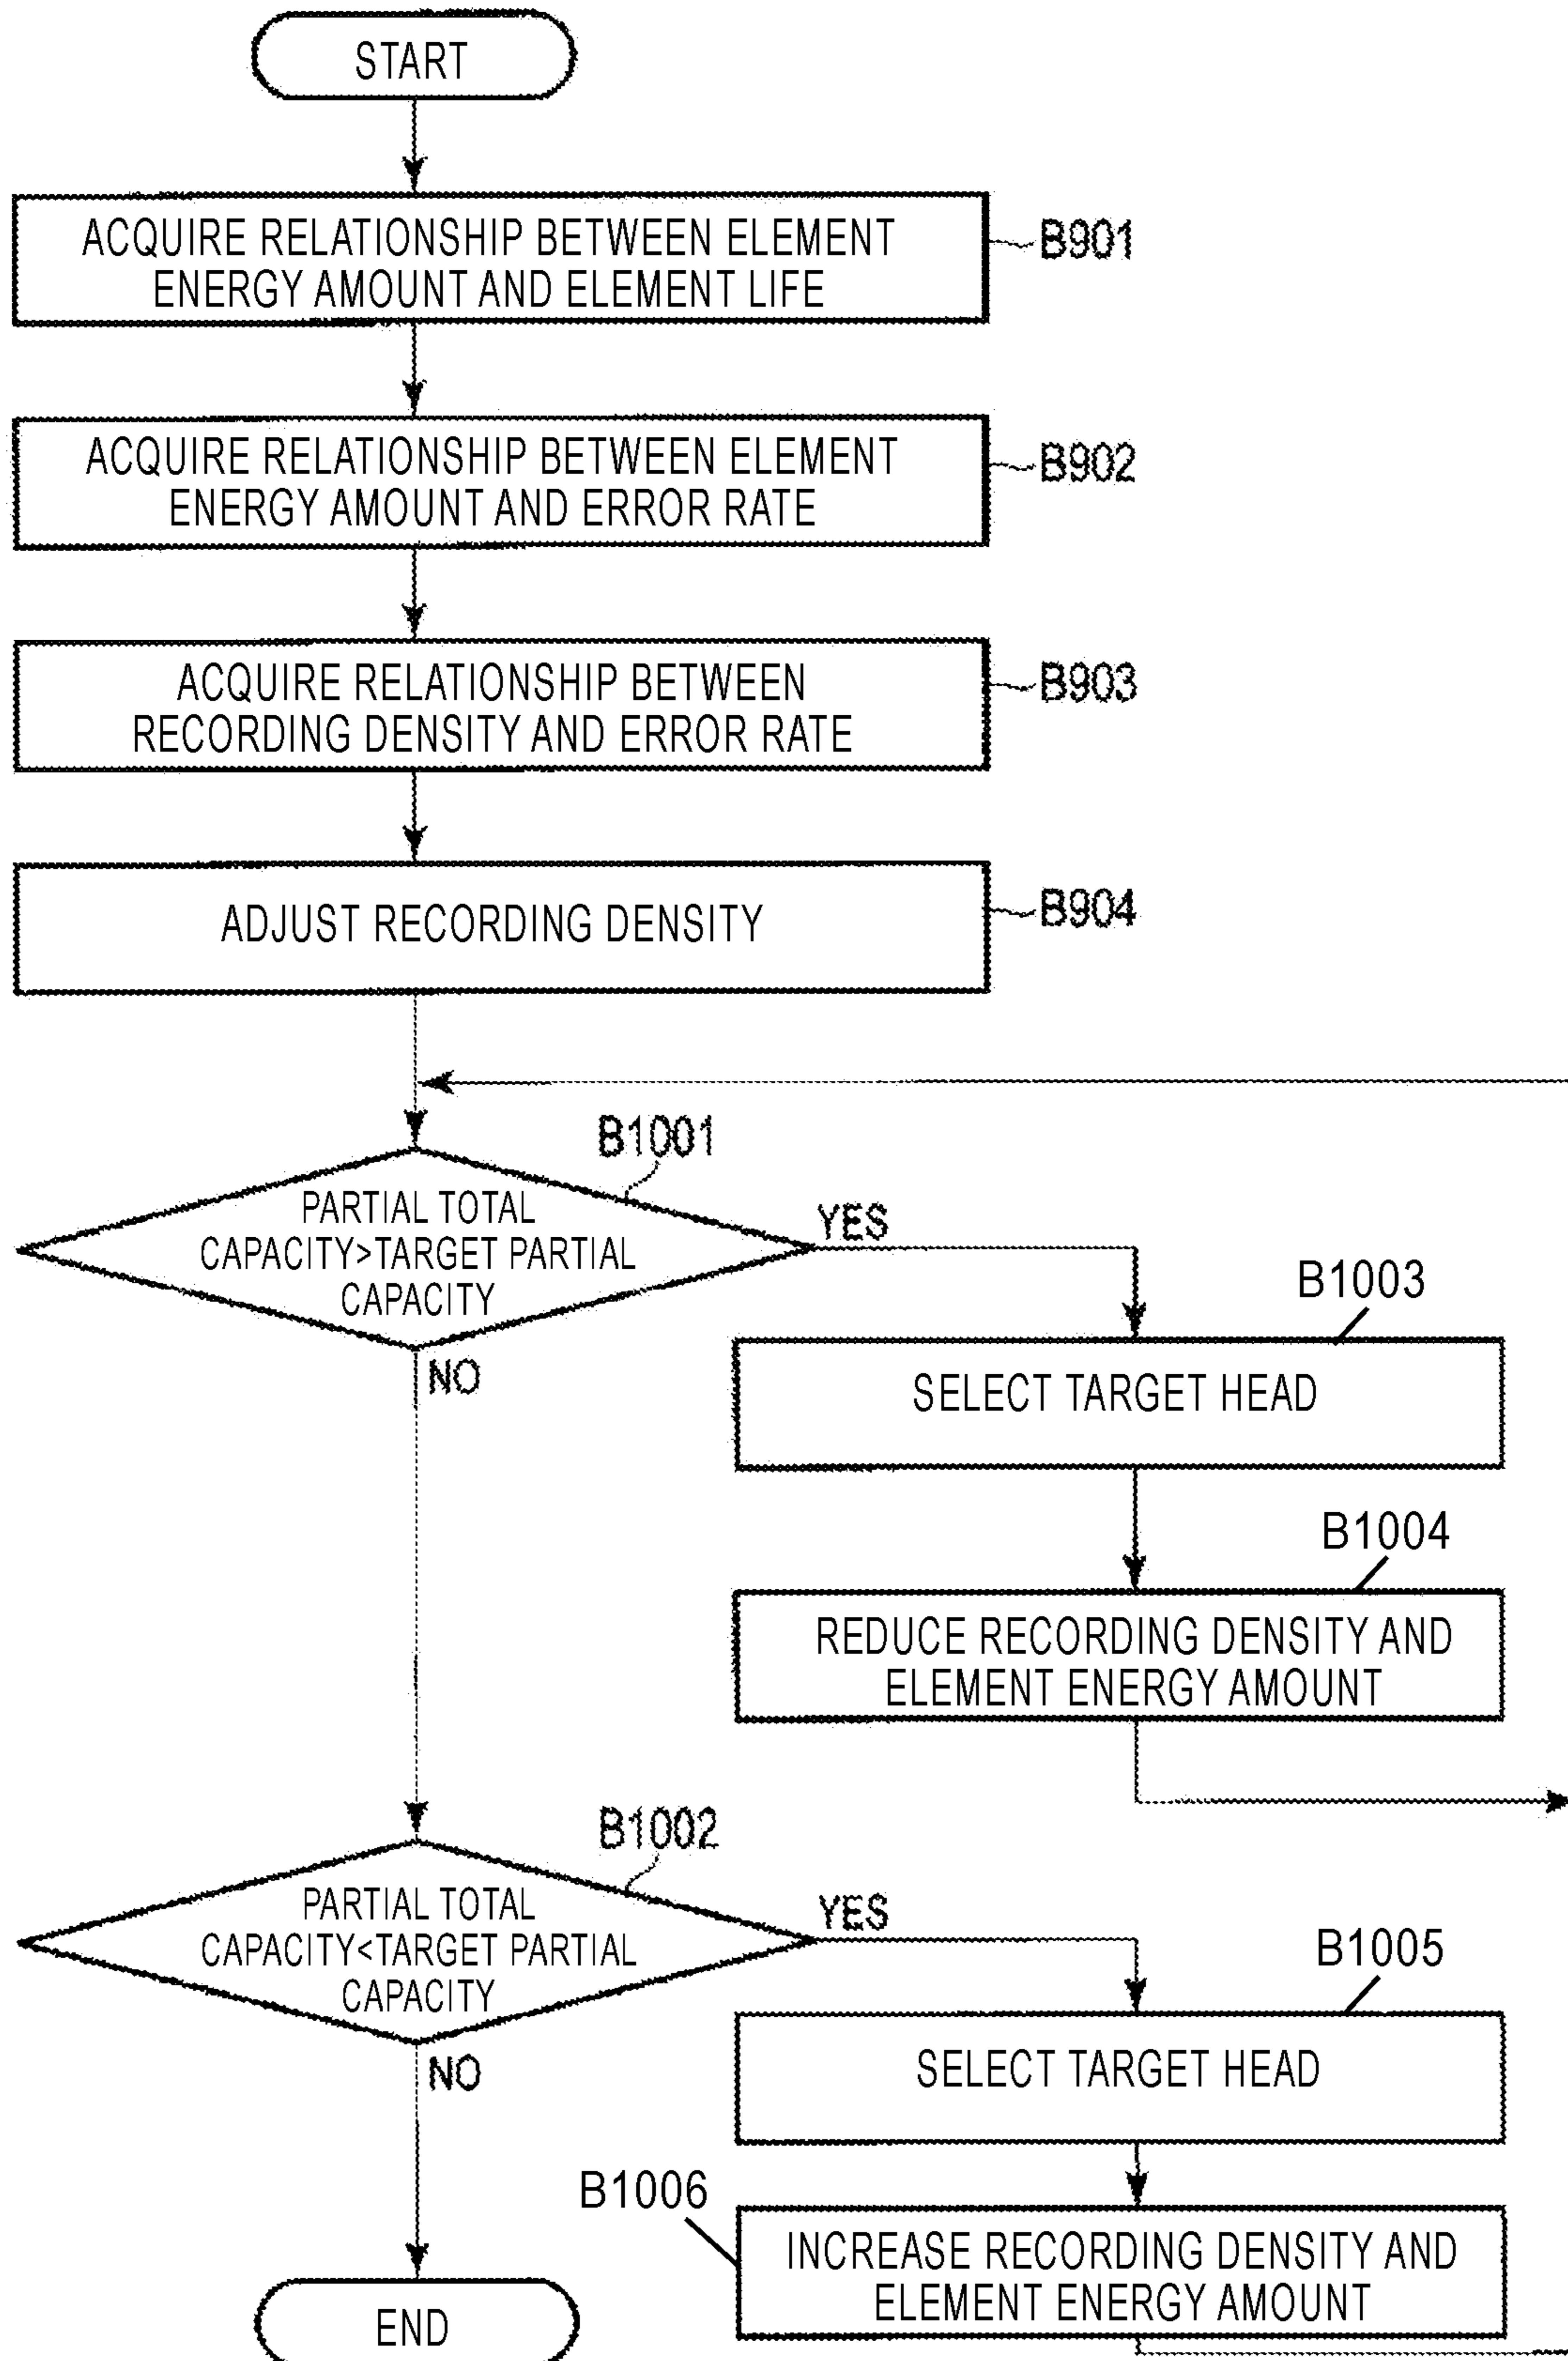 START
ACQUIRE RELATIONSHIP BETWEEN ELEMENT
ENERGY AMOUNT AND ELEMENT LIFE
B901
ACQUIRE RELATIONSHIP BETWEEN ELEMENT
ENERGY AMOUNT AND ERROR RATE
B902
ACQUIRE RELATIONSHIP BETWEEN
RECORDING DENSITY AND ERROR RATE
B903
ADJUST RECORDING DENSITY
B904
B1001
PARTIAL TOTAL
CAPACITY>TARGET PARTIAL
CAPACITY
YES
NO
B1003
SELECT TARGET HEAD
B1004
REDUCE RECORDING DENSITY AND
ELEMENT ENERGY AMOUNT
B1002
PARTIAL TOTAL
CAPACITY<TARGET PARTIAL
CAPACITY
YES
NO
B1005
SELECT TARGET HEAD
B1006
INCREASE RECORDING DENSITY AND
ELEMENT ENERGY AMOUNT
END